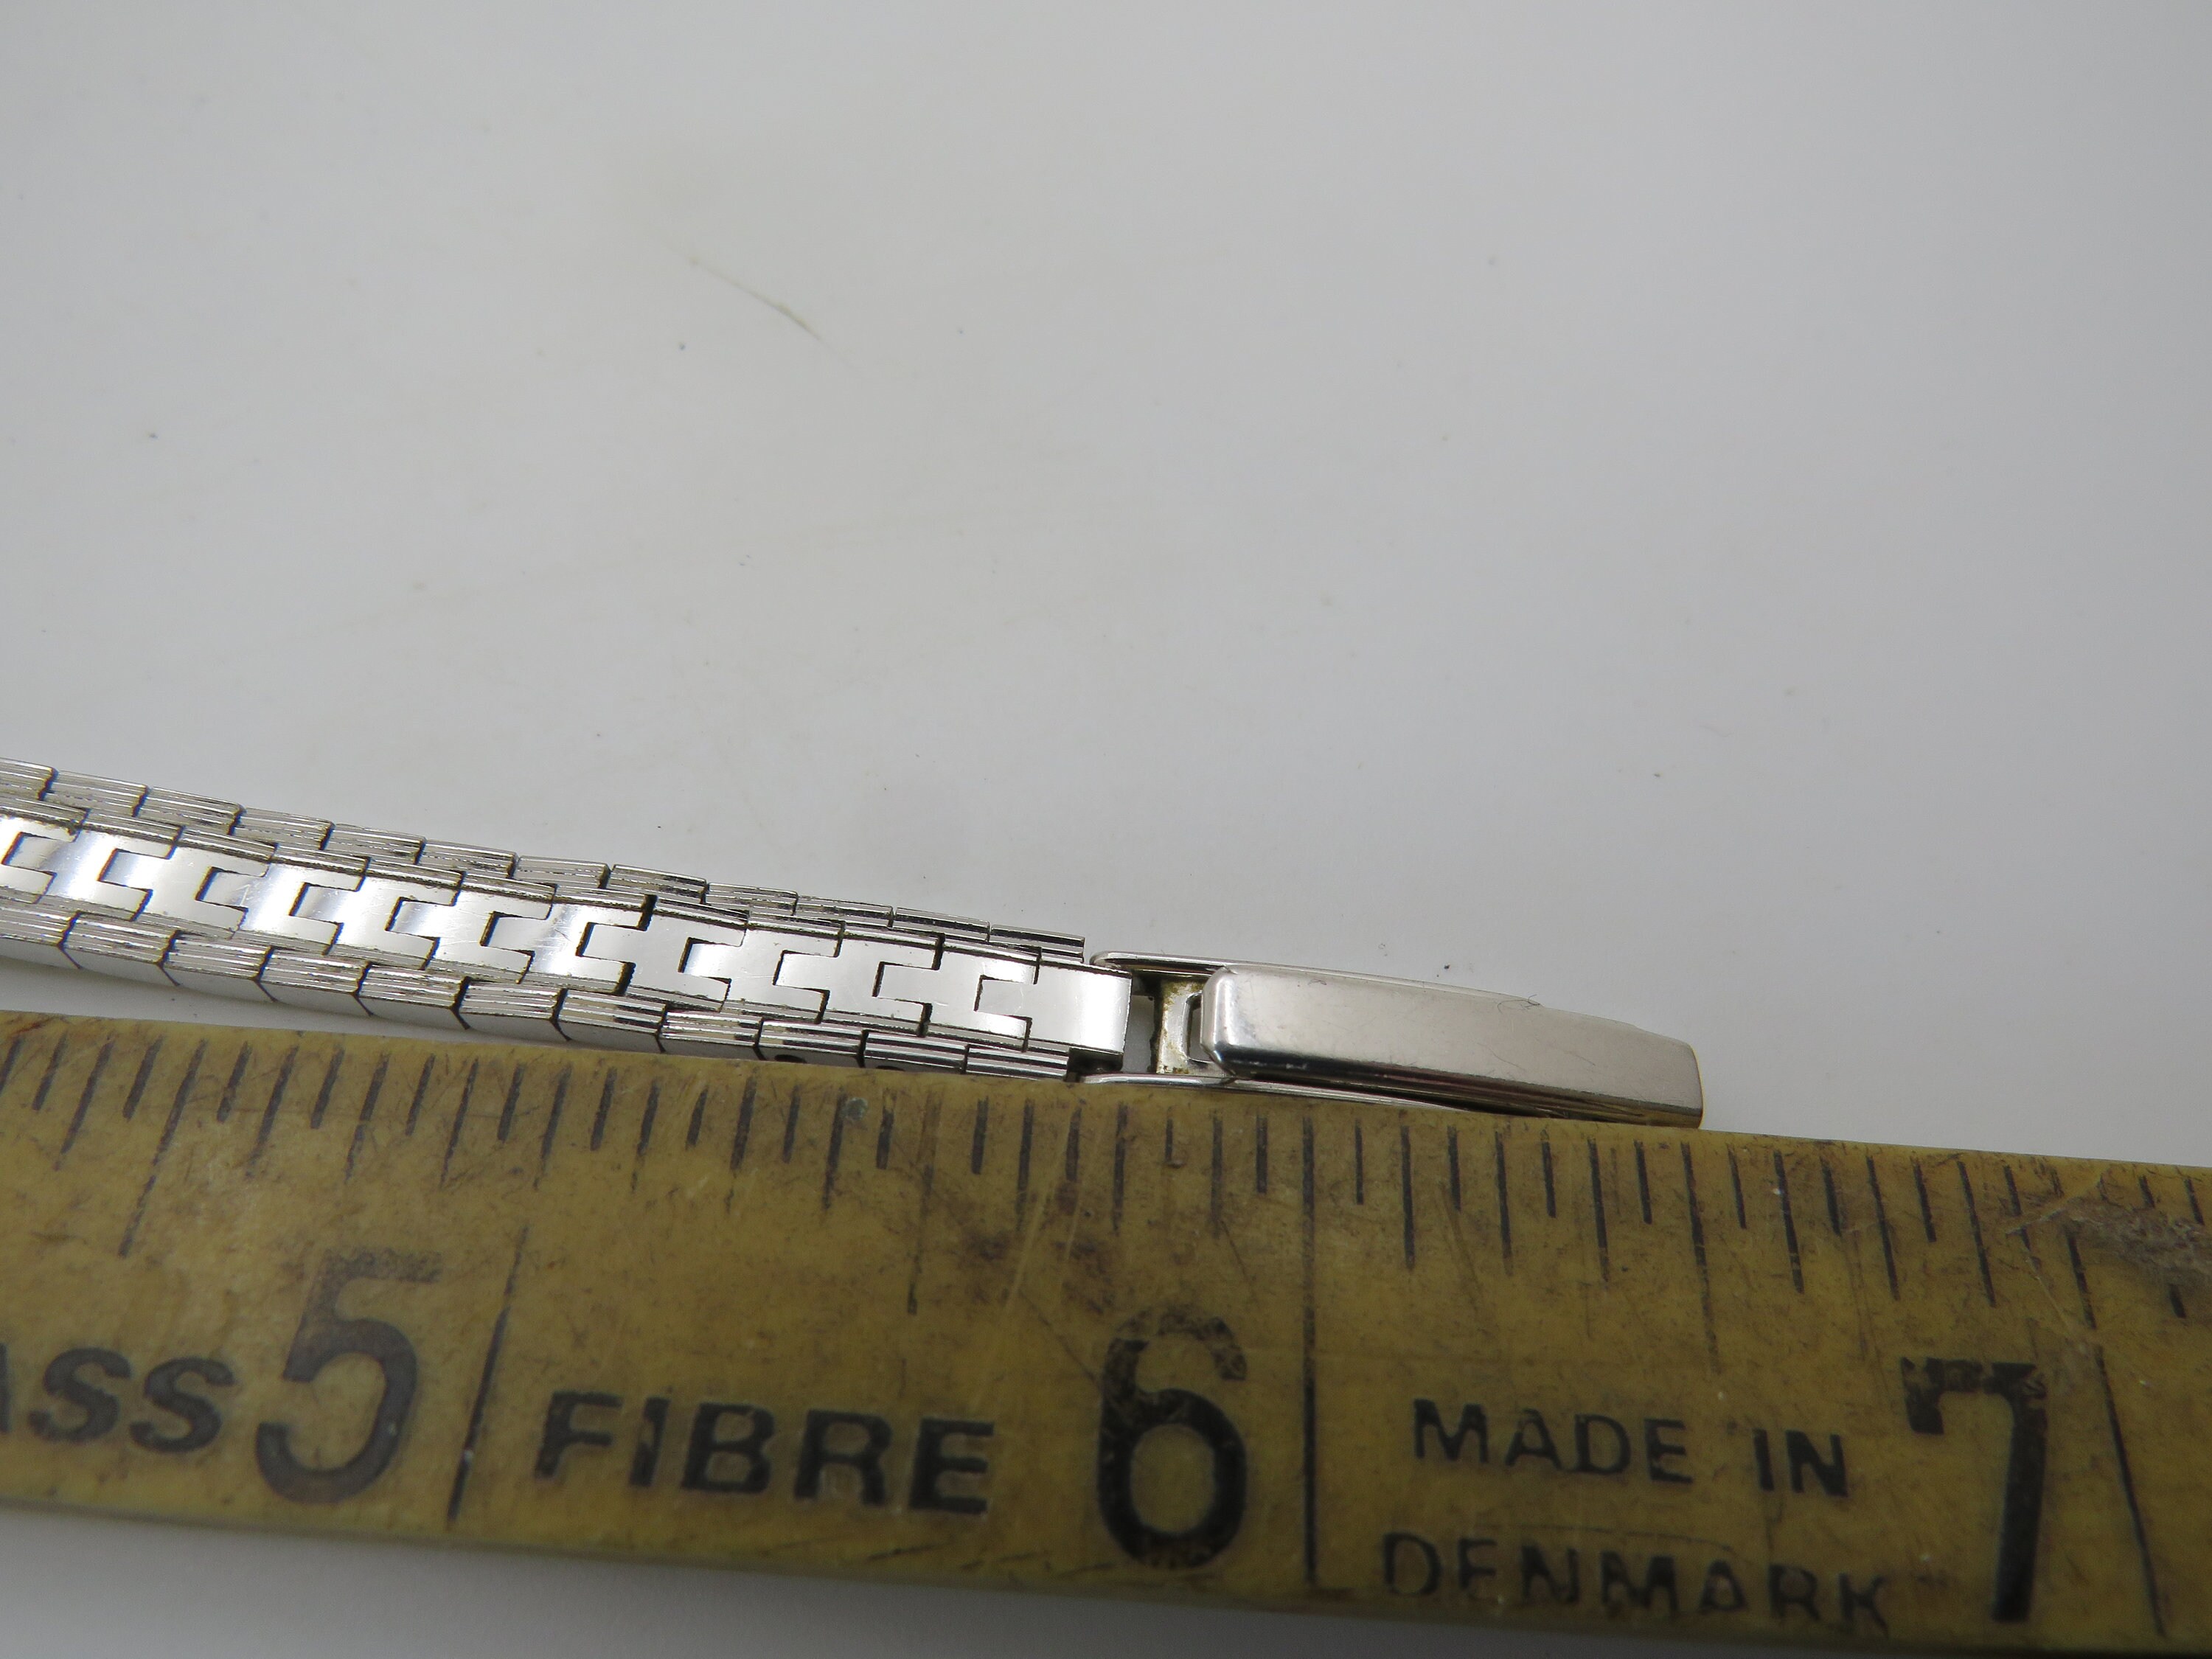 ASS 5 FIBRE 6 MADE IN 7
DENMARK